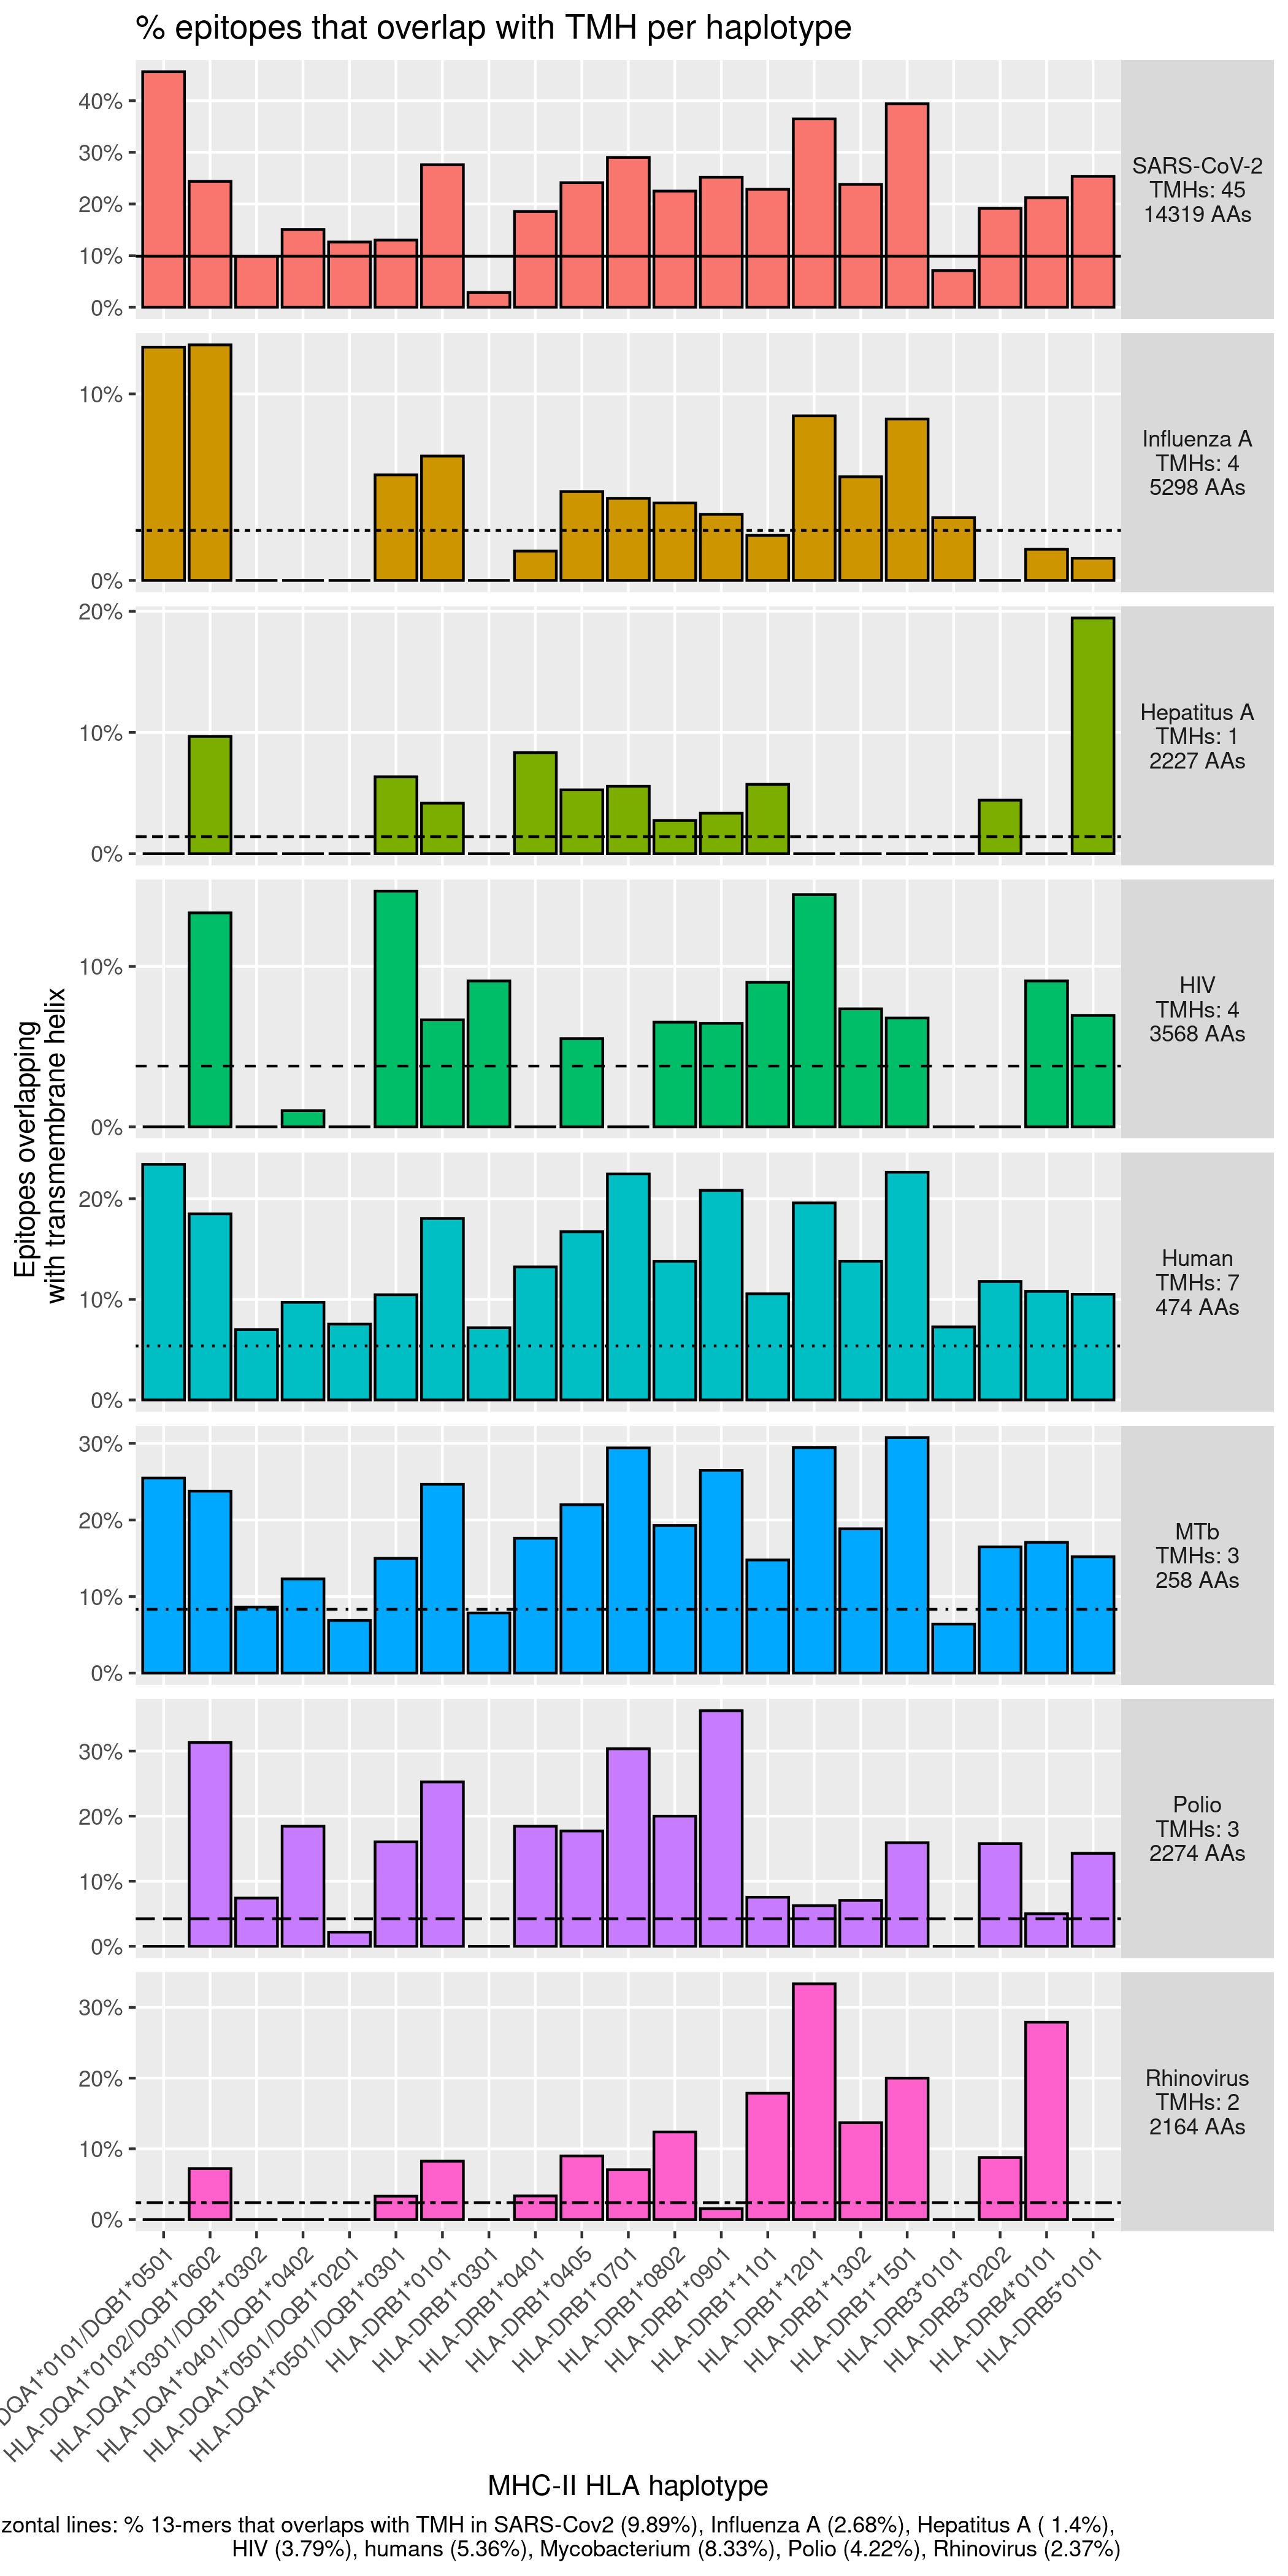 % epitopes that overlap with TMH per haplotype
40%
30%
20%
10%
0%
SARS-CoV-2
TMHs: 45
14319 AAs
10%
0%
Influenza A
TMHs: 4
5298 AAs
20%
10%
0%
Hepatitus A
TMHs: 1
2227 AAs
10%
0%
HIV
TMHs: 4
3568 AAs
Epitopes overlapping
with transmembrane helix
20%
10%
0%
Human
TMHs: 7
474 AAs
30%
20%
10%
0%
MTb
TMHs: 3
258 AAs
30%
20%
10%
0%
Polio
TMHs: 3
2274 AAs
30%
20%
10%
0%
Rhinovirus
TMHs: 2
2164 AAs
DQA1*0101/DQB1*0501
HLA-DQA1*0102/DQB1*0602
HLA-DQA1*0301/DQB1*0302
HLA-DQA1*0401/DQB1*0402
HLA-DQA1*0501/DQB1*0201
HLA-DQA1*0501/DQB1*0301
HLA-DRB1*0101
HLA-DRB1*0301
HLA-DRB1*0401
HLA-DRB1*0405
HLA-DRB1*0701
HLA-DRB1*0802
HLA-DRB1*0901
HLA-DRB1*1101
HLA-DRB1*1201
HLA-DRB1*1302
HLA-DRB1*1501
HLA-DRB3*0101
HLA-DRB3*0202
HLA-DRB4*0101
HLA-DRB5*0101
MHC-II HLA haplotype
zontal lines: % 13-mers that overlaps with TMH in SARS-Cov2 (9.89%), Influenza A (2.68%), Hepatitus A ( 1.4%),
HIV (3.79%), humans (5.36%), Mycobacterium (8.33%), Polio (4.22%), Rhinovirus (2.37%)